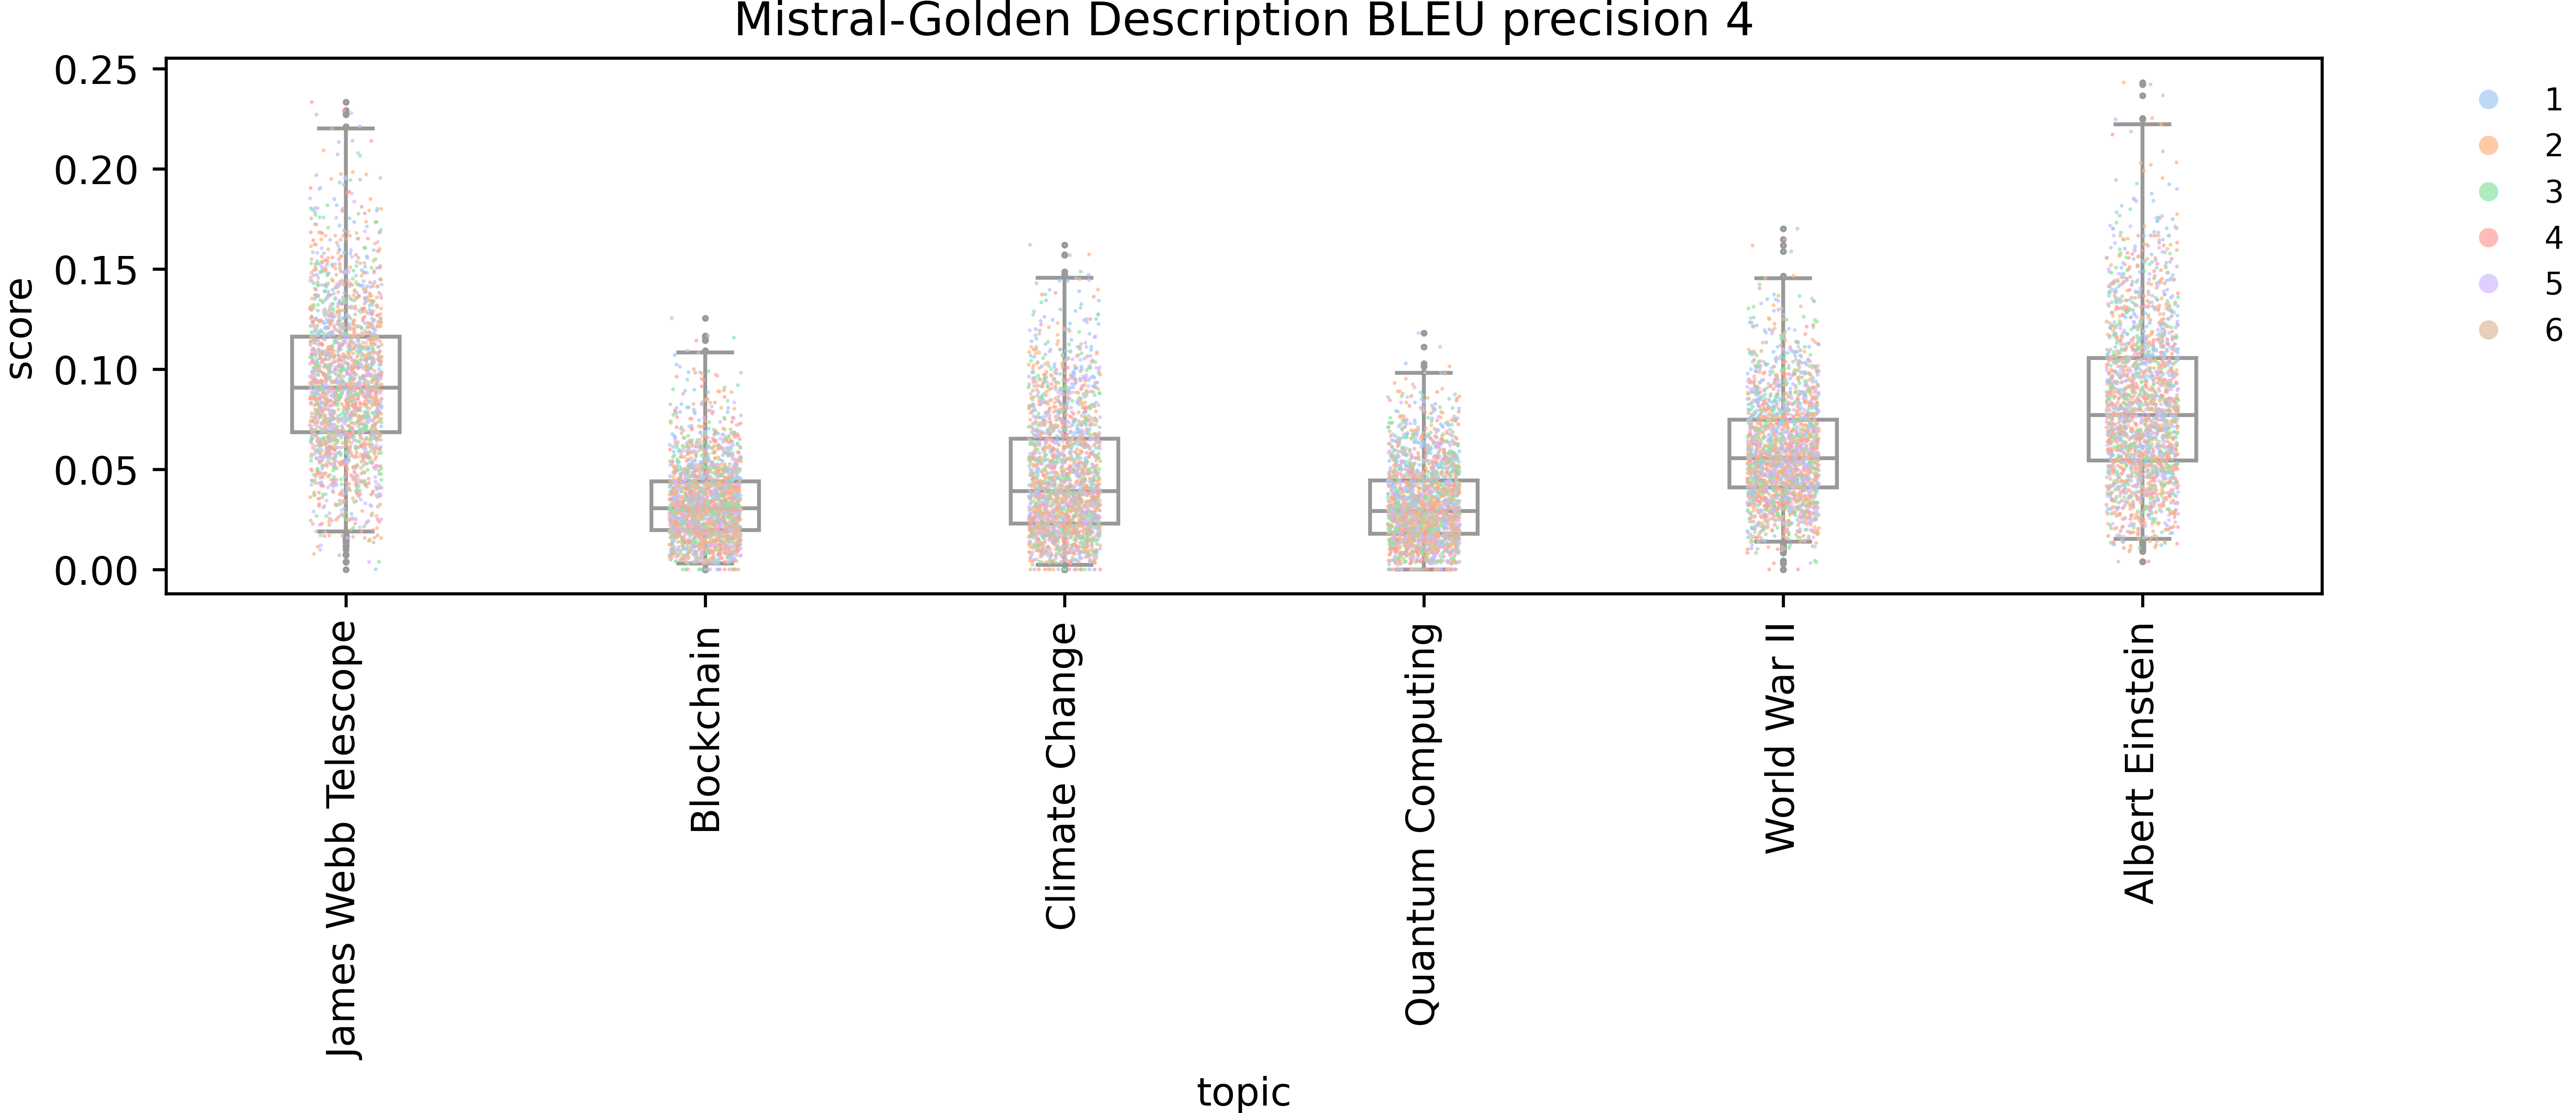 Mistral-Golden Description BLEU precision 4
score
0.25
0.20
0.15
0.10
0.05
0.00
James Webb Telescope
Blockchain
Climate Change
Quantum Computing
World War II
Albert Einstein
topic
1
2
3
4
5
6